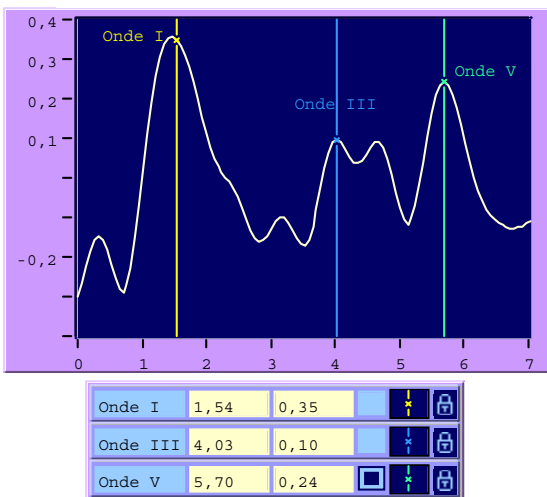 0,4
Onde I
0,3
Onde V
0,2
Onde III
0,1
-0,2
0 1 2 3 4 5 6 7
Onde I 1,54 0,35
Onde III 4,03 0,10
Onde V 5,70 0,24